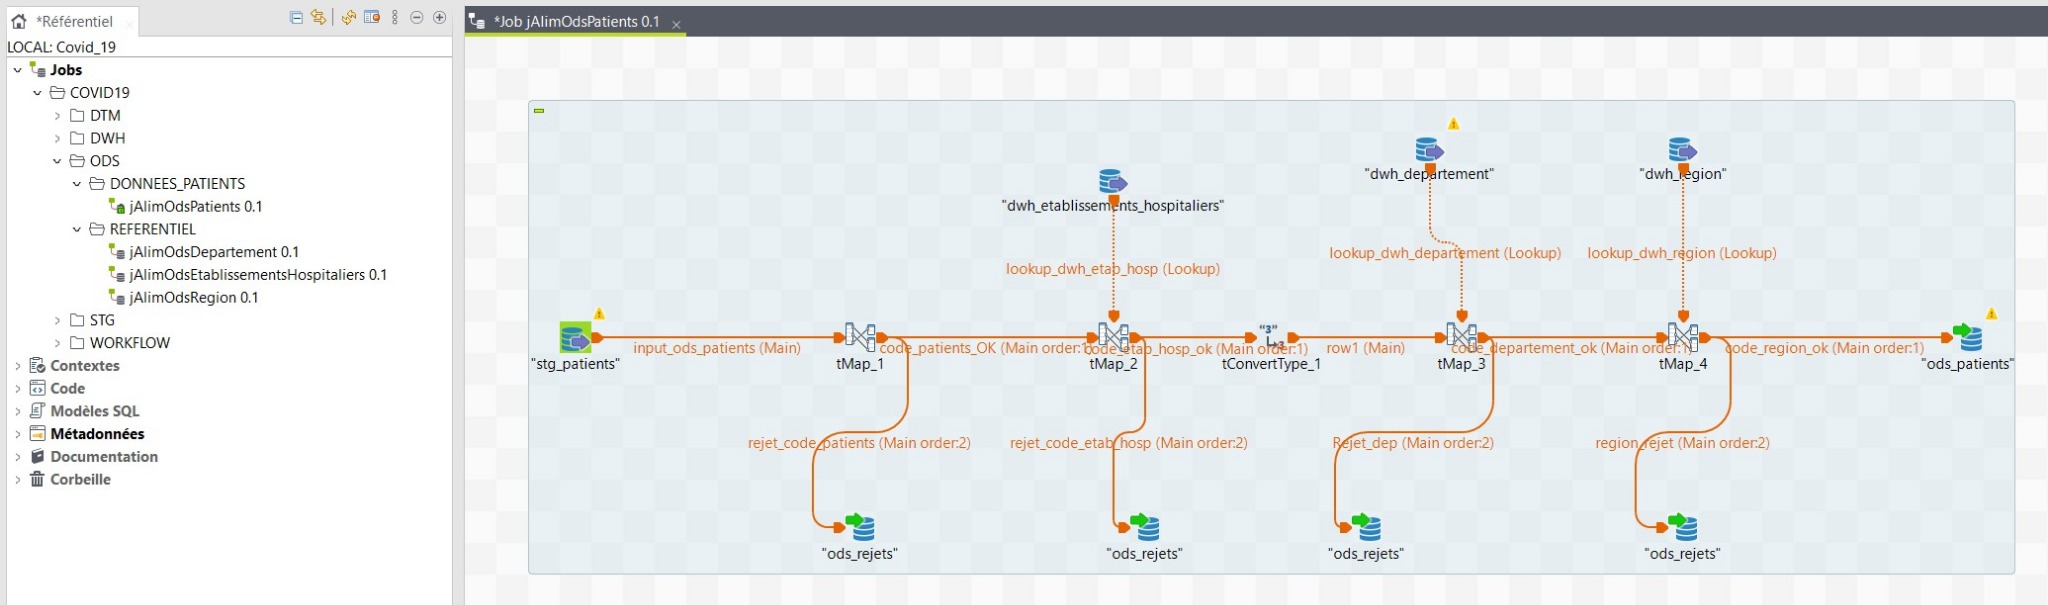 *Référentiel
LOCAL: Covid_19
Jobs
COVID19
DTM
DWH
ODS
DONNEES_PATIENTS
jAlimOdsPatients 0.1
REFERENTIEL
jAlimOdsDepartement 0.1
jAlimOdsEtablissementsHospitaliers 0.1
jAlimOdsRegion 0.1
STG
WORKFLOW
Contextes
Code
Modèles SQL
Métadonnées
Documentation
Corbeille
*Job jAlimOdsPatients 0.1
"dwh_departement"
"dwh_region"
"dwh_etablissements_hospitaliers"
lookup_dwh_departement (Lookup)
lookup_dwh_region (Lookup)
lookup_dwh_etab_hosp (Lookup)
"3"
input_ods_patients (Main)
code_patients_OK (Main order:1)
code_etab_hosp_ok (Main order:1)
row1 (Main)
code_departement_ok (Main order:1)
code_region_ok (Main order:1)
"stg_patients"
tMap_1
tMap_2
tConvertType_1
tMap_3
tMap_4
"ods_patients"
rejet_code_patients (Main order:2)
rejet_code_etab_hosp (Main order:2)
Rejet_dep (Main order:2)
region_rejet (Main order:2)
"ods_rejets"
"ods_rejets"
"ods_rejets"
"ods_rejets"